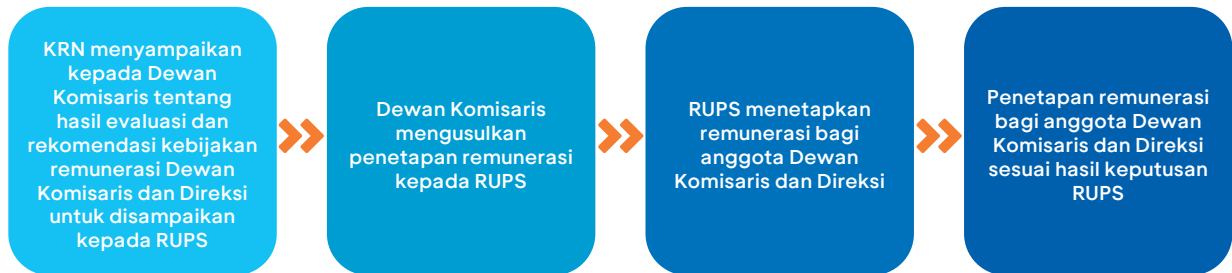 KRN menyampaikan
kepada Dewan
Komisaris tentang
hasil evaluasi dan
rekomendasi kebijakan
remunerasi Dewan
Komisaris dan Direksi
untuk disampaikan
kepada RUPS
Dewan Komisaris
mengusulkan
penetapan remunerasi
kepada RUPS
RUPS menetapkan
remunerasi bagi
anggota Dewan
Komisaris dan Direksi
Penetapan remunerasi
bagi anggota Dewan
Komisaris dan Direksi
sesuai hasil keputusan
RUPS